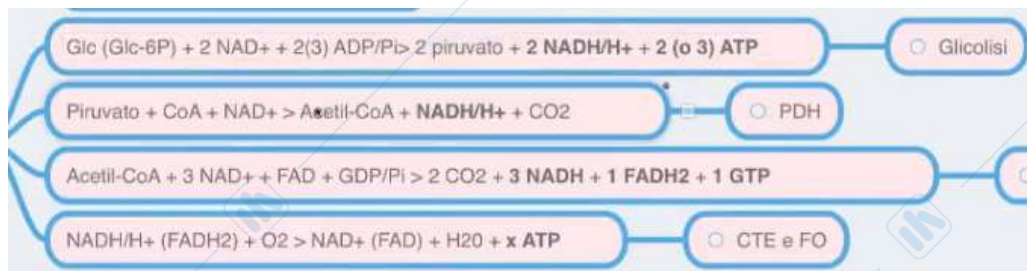 Glc (Glc-6P) + 2 NAD+ + 2(3) ADP/Pi> 2 piruvato + 2 NADH/H+ + 2 (o 3) ATP
Glicolisi
Piruvato + CoA + NAD+ > Acetil-CoA + NADH/H+ + CO2
PDH
Acetil-CoA + 3 NAD+ + FAD + GDP/Pi > 2 CO2 + 3 NADH + 1 FADH2 + 1 GTP
NADH/H+ (FADH2) + O2 > NAD+ (FAD) + H20 + x ATP
CTE e FO